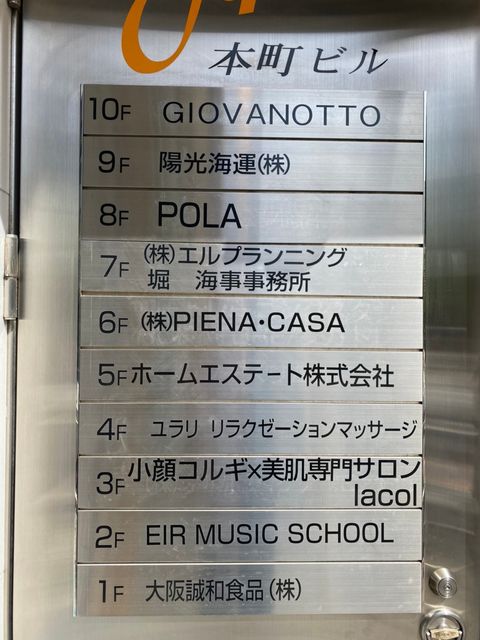 本町ビル
10F GIOVANOTTO
9F 陽光海運(株)
8F POLA
7F (株)エルプランニング
堀 海事事務所
6F (株)PIENA・CASA
5F ホームエステート株式会社
4F ユラリ リラクゼーションマッサージ
3F 小顔コルギ×美肌専門サロン
lacol
2F EIR MUSIC SCHOOL
1F 大阪誠和食品(株)